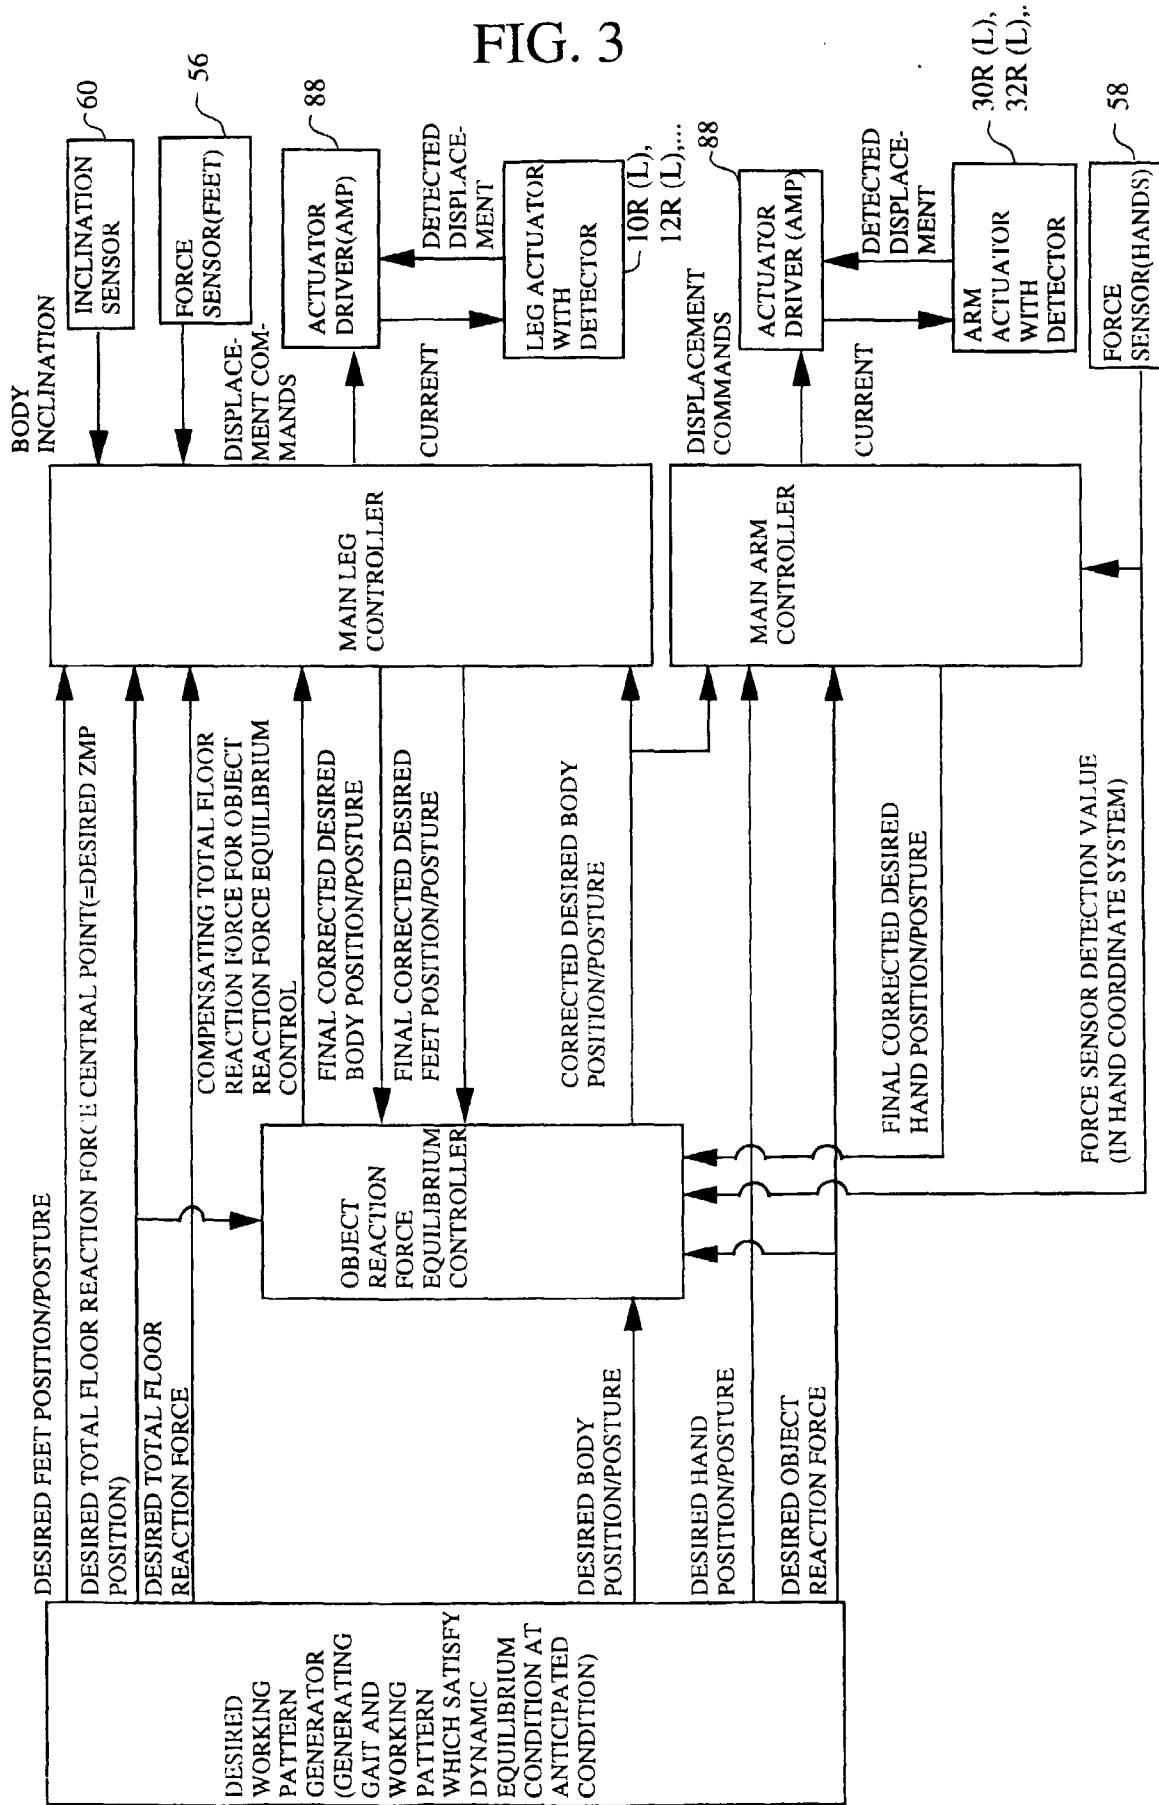 FIG. 3
DESIRED
WORKING
PATTERN
GENERATOR
(GENERATING
GAIT AND
WORKING
PATTERN
WHICH SATISFY
DYNAMIC
EQUILIBRIUM
CONDITION AT
ANTICIPATED
CONDITION)
DESIRED FEET POSITION/POSTURE
DESIRED TOTAL FLOOR REACTION FORCE CENTRAL POINT(=DESIRED ZMP
POSITION)
DESIRED TOTAL FLOOR
REACTION FORCE
DESIRED BODY
POSITION/POSTURE
DESIRED HAND
POSITION/POSTURE
DESIRED OBJECT
REACTION FORCE
OBJECT
REACTION
FORCE
EQUILIBRIUM
CONTROLLER
COMPENSATING TOTAL FLOOR
REACTION FORCE FOR OBJECT
REACTION FORCE EQUILIBRIUM
CONTROL
FINAL CORRECTED DESIRED
BODY POSITION/POSTURE
FINAL CORRECTED DESIRED
FEET POSITION/POSTURE
CORRECTED DESIRED BODY
POSITION/POSTURE
FINAL CORRECTED DESIRED
HAND POSITION/POSTURE
FORCE SENSOR DETECTION VALUE
(IN HAND COORDINATE SYSTEM)
MAIN LEG
CONTROLLER
MAIN ARM
CONTROLLER
BODY
INCLINATION
DISPLACE-
MENT COM-
MANDS
CURRENT
DISPLACEMENT
COMMANDS
CURRENT
INCLINATION
SENSOR
60
FORCE
SENSOR(FEET)
56
ACTUATOR
DRIVER(AMP)
88
DETECTED
DISPLACE-
MENT
LEG ACTUATOR
WITH
DETECTOR
10R (L),
12R (L),...
ACTUATOR
DRIVER (AMP)
88
DETECTED
DISPLACE-
MENT
ARM
ACTUATOR
WITH
DETECTOR
30R (L),
32R (L),.
FORCE
SENSOR(HANDS)
58